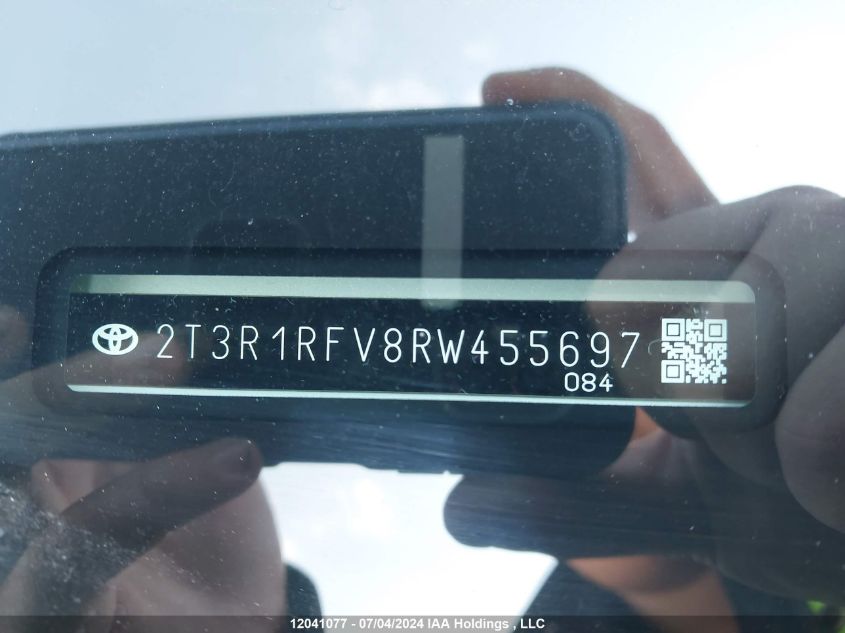 2T3R1RFV8RW455697
084
12041077 - 07/04/2024 IAA Holdings , LLC